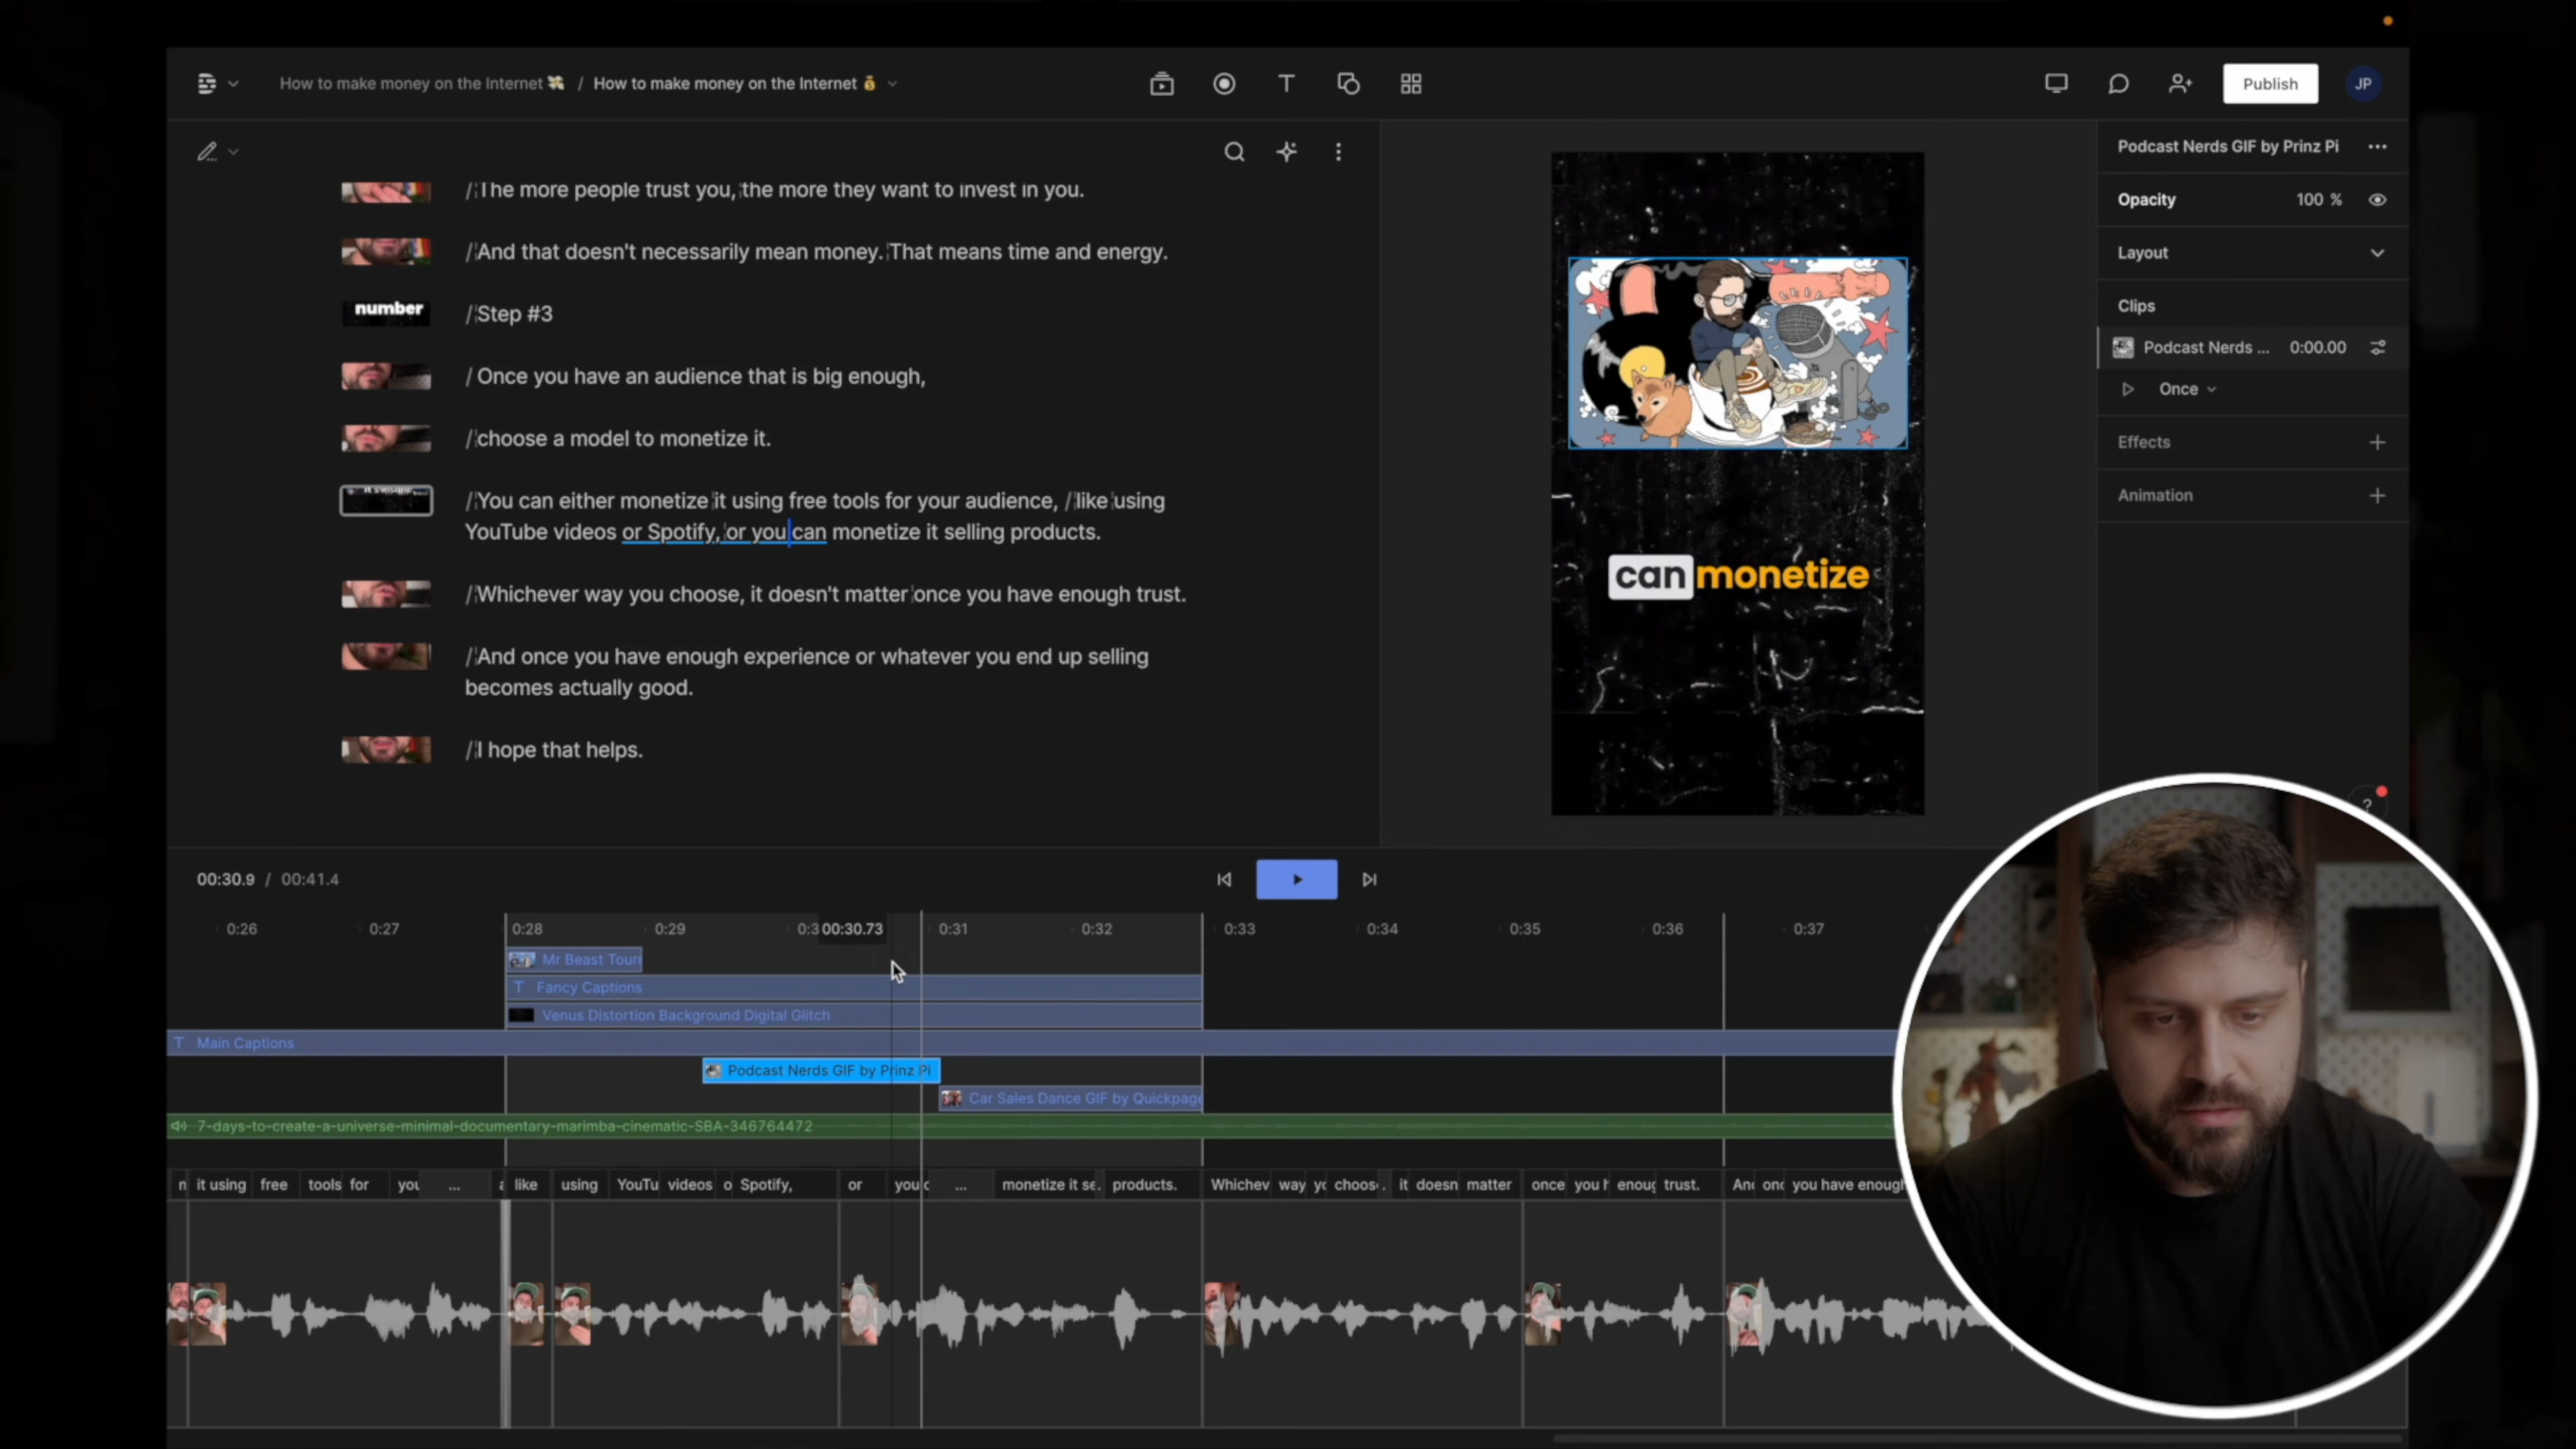 How to make money on the Internet 💸 / How to make money on the Internet 💰
Publish
JP
/ The more people trust you, the more they want to invest in you.
/ And that doesn't necessarily mean money. That means time and energy.
number
/ Step #3
/ Once you have an audience that is big enough,
/ choose a model to monetize it.
/ You can either monetize it using free tools for your audience, / like using
YouTube videos or Spotify, or you can monetize it selling products.
/ Whichever way you choose, it doesn't matter once you have enough trust.
/ And once you have enough experience or whatever you end up selling
becomes actually good.
/ I hope that helps.
can monetize
Podcast Nerds GIF by Prinz Pi
Opacity 100 %
Layout
Clips
Podcast Nerds ... 0:00.00
Once
Effects
Animation
?
00:30.9 / 00:41.4
0:26 0:27 0:28 0:29 0:3 00:30.73 0:31 0:32 0:33 0:34 0:35 0:36 0:37
Mr Beast Tour
T Fancy Captions
Venus Distortion Background Digital Glitch
T Main Captions
Podcast Nerds GIF by Prinz Pi
Car Sales Dance GIF by Quickpage
7-days-to-create-a-universe-minimal-documentary-marimba-cinematic-SBA-346764472
it using free tools for you ... like using YouTu videos o Spotify, or you c ... monetize it se. products. Whichev way yo choos. it doesn matter once you h enoug trust. An onc you have enough